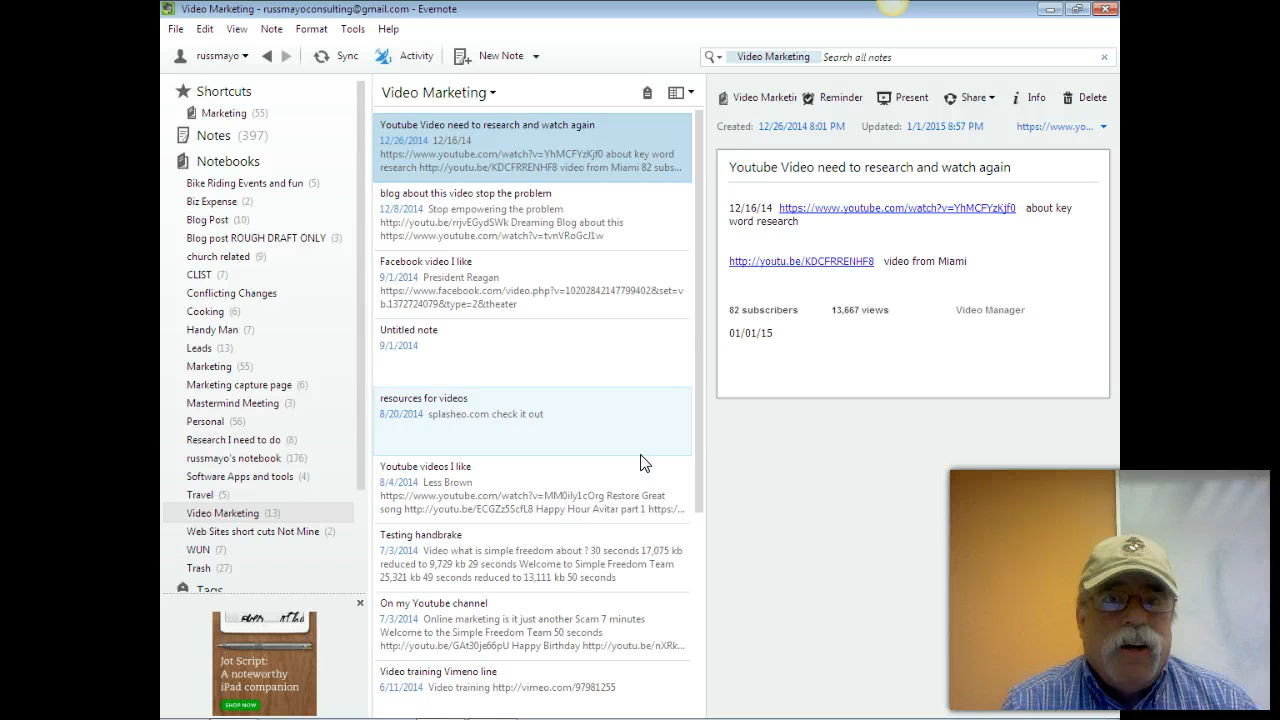 Video Marketing - russmayoconsulting@gmail.com - Evernote
File Edit View Note Format Tools Help
russmayo Sync Activity New Note Video Marketing Search all notes
Shortcuts
Marketing (55)
Notes (397)
Notebooks
Bike Riding Events and fun (5)
Biz Expense (2)
Blog Post (10)
Blog post ROUGH DRAFT ONLY (3)
church related (9)
CLIST (7)
Conflicting Changes
Cooking (6)
Handy Man (7)
Leads (13)
Marketing (55)
Marketing capture page (6)
Mastermind Meeting (3)
Personal (56)
Research I need to do (8)
russmayo's notebook (176)
Software Apps and tools (4)
Travel (5)
Video Marketing (13)
Web Sites short cuts Not Mine (2)
WUN (7)
Trash (27)
Tags
Jot Script:
A noteworthy
iPad companion
SHOP NOW
Video Marketing
Youtube Video need to research and watch again
12/26/2014 12/16/14
https://www.youtube.com/watch?v=YhMCFYzKjf0 about key word
research http://youtu.be/KDCFRRENHF8 video from Miami 82 subs...
blog about this video stop the problem
12/8/2014 Stop empowering the problem
http://youtu.be/rrjvEGydSWk Dreaming Blog about this
https://www.youtube.com/watch?v=tvnVRoGcJ1w
Facebook video I like
9/1/2014 President Reagan
https://www.facebook.com/video.php?v=10202842147799402&set=v
b.1372724079&type=2&theater
Untitled note
9/1/2014
resources for videos
8/20/2014 splasheo.com check it out
Youtube videos I like
8/4/2014 Less Brown
https://www.youtube.com/watch?v=MM0ily1cOrg Restore Great
song http://youtu.be/ECGZz5ScfL8 Happy Hour Avitar part 1 https:/...
Testing handbrake
7/3/2014 Video what is simple freedom about ? 30 seconds 17,075 kb
reduced to 9,729 kb 29 seconds Welcome to Simple Freedom Team
25,321 kb 49 seconds reduced to 13,111 kb 50 seconds
On my Youtube channel
7/3/2014 Online marketing is it just another Scam 7 minutes
Welcome to the Simple Freedom Team 50 seconds
http://youtu.be/GAt30je66pU Happy Birthday http://youtu.be/nXRk...
Video training Vimeno line
6/11/2014 Video training http://vimeo.com/97981255
Video Marketin Reminder Present Share Info Delete
Created: 12/26/2014 8:01 PM Updated: 1/1/2015 8:57 PM https://www.yo...
Youtube Video need to research and watch again
12/16/14 https://www.youtube.com/watch?v=YhMCFYzKjf0 about key
word research
http://youtu.be/KDCFRRENHF8 video from Miami
82 subscribers 13,667 views Video Manager
01/01/15